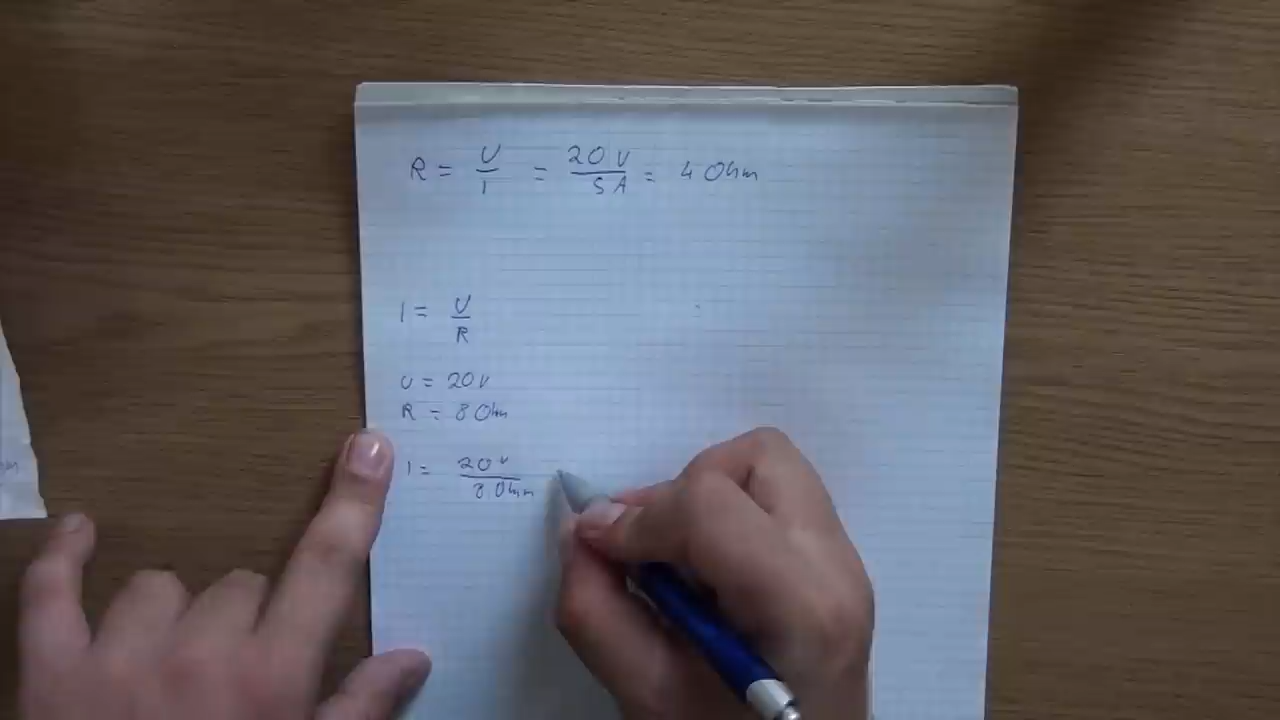 R = U/I = 20 V/5 A = 4 Ohm
I = U/R
U = 20 V
R = 8 Ohm
I = 20 V/8 Ohm